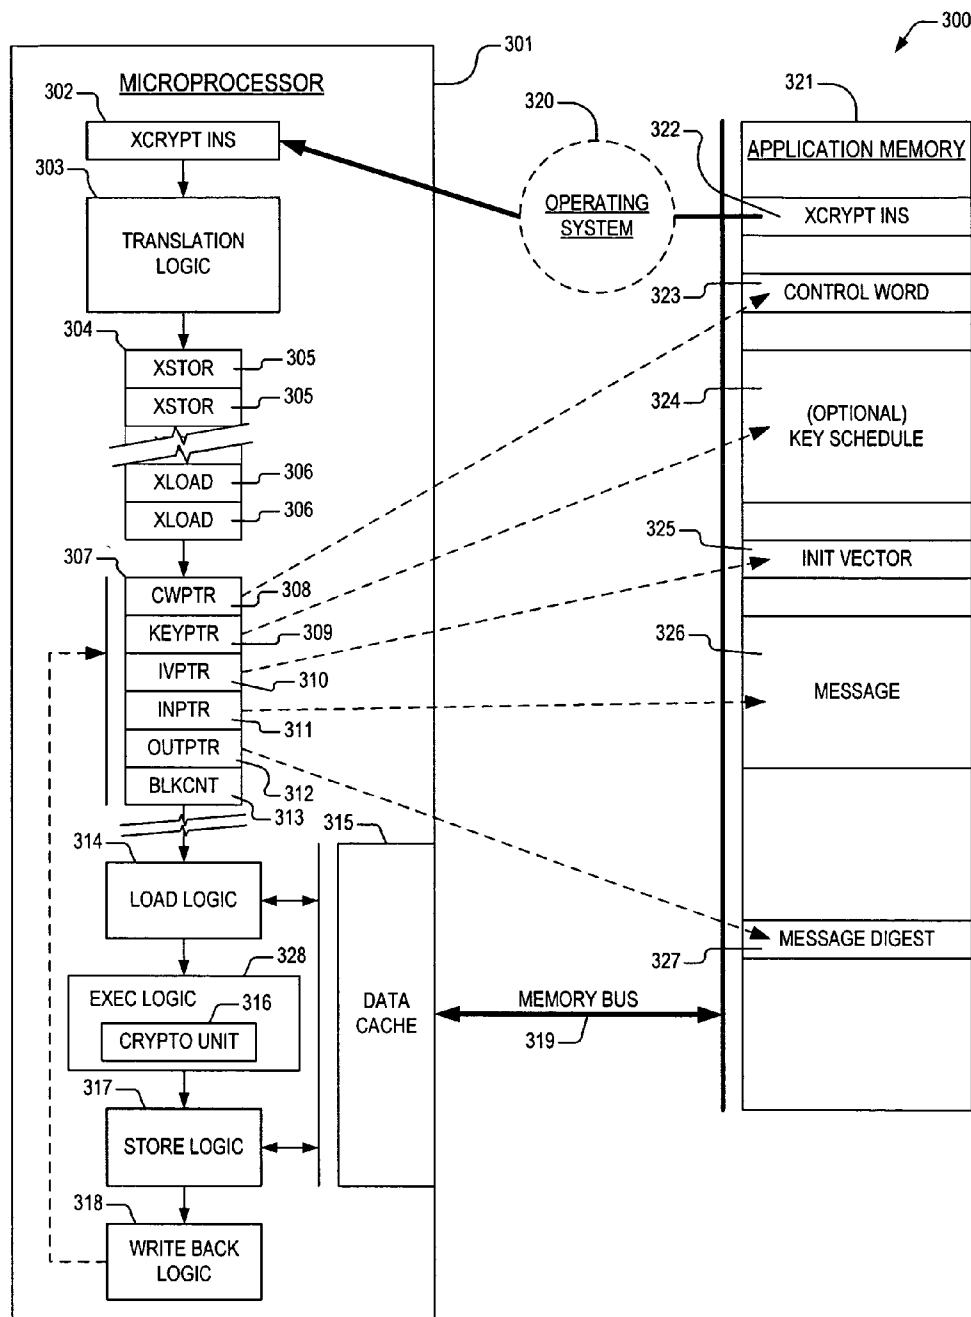 300
301
MICROPROCESSOR
302
XCRYPT INS
303
TRANSLATION
LOGIC
304
XSTOR
305
XSTOR
305
XLOAD
306
XLOAD
306
307
CWPTR
308
KEYPTR
309
IVPTR
310
INPTR
311
OUTPTR
312
BLKCNT
313
314
LOAD LOGIC
315
DATA
CACHE
328
EXEC LOGIC
316
CRYPTO UNIT
317
STORE LOGIC
318
WRITE BACK
LOGIC
320
OPERATING
SYSTEM
MEMORY BUS
319
321
APPLICATION MEMORY
322
XCRYPT INS
323
CONTROL WORD
324
(OPTIONAL)
KEY SCHEDULE
325
INIT VECTOR
326
MESSAGE
MESSAGE DIGEST
327